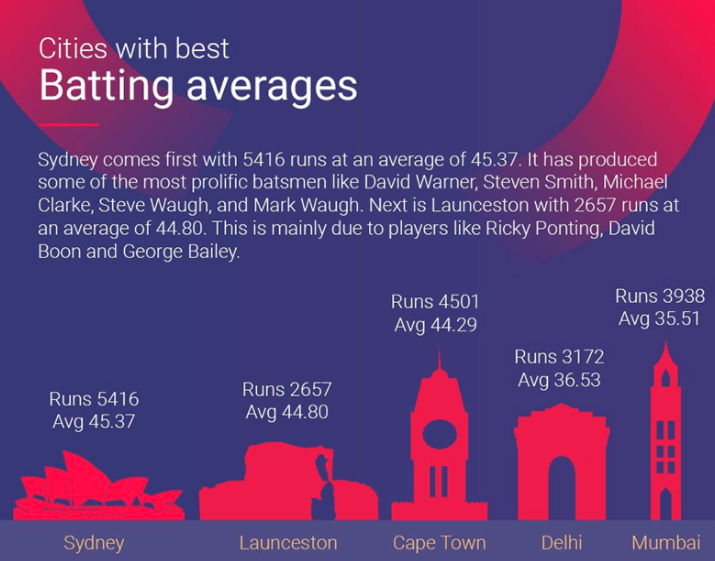 Cities with best
Batting averages
Sydney comes first with 5416 runs at an average of 45.37. It has produced
some of the most prolific batsmen like David Warner, Steven Smith, Michael
Clarke, Steve Waugh, and Mark Waugh. Next is Launceston with 2657 runs at
an average of 44.80. This is mainly due to players like Ricky Ponting, David
Boon and George Bailey.
Runs 5416
Avg 45.37
Runs 2657
Avg 44.80
Runs 4501
Avg 44.29
Runs 3172
Avg 36.53
Runs 3938
Avg 35.51
Sydney
Launceston
Cape Town
Delhi
Mumbai